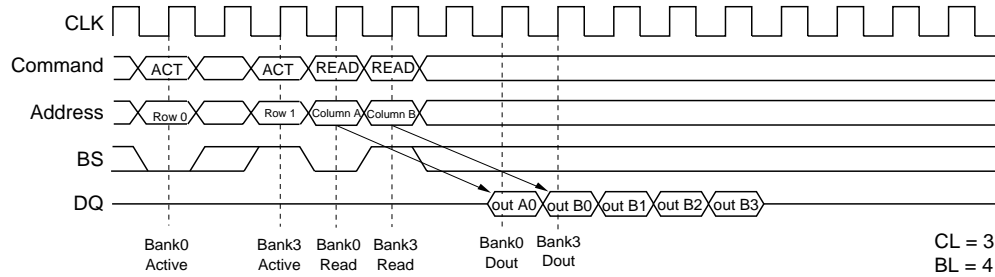 CLK
Command ACT ACT READ READ
Address Row 0 Row 1 Column A Column B
BS
DQ out A0 out B0 out B1 out B2 out B3
Bank0 Active
Bank3 Active
Bank0 Read
Bank3 Read
Bank0 Dout
Bank3 Dout
CL = 3
BL = 4